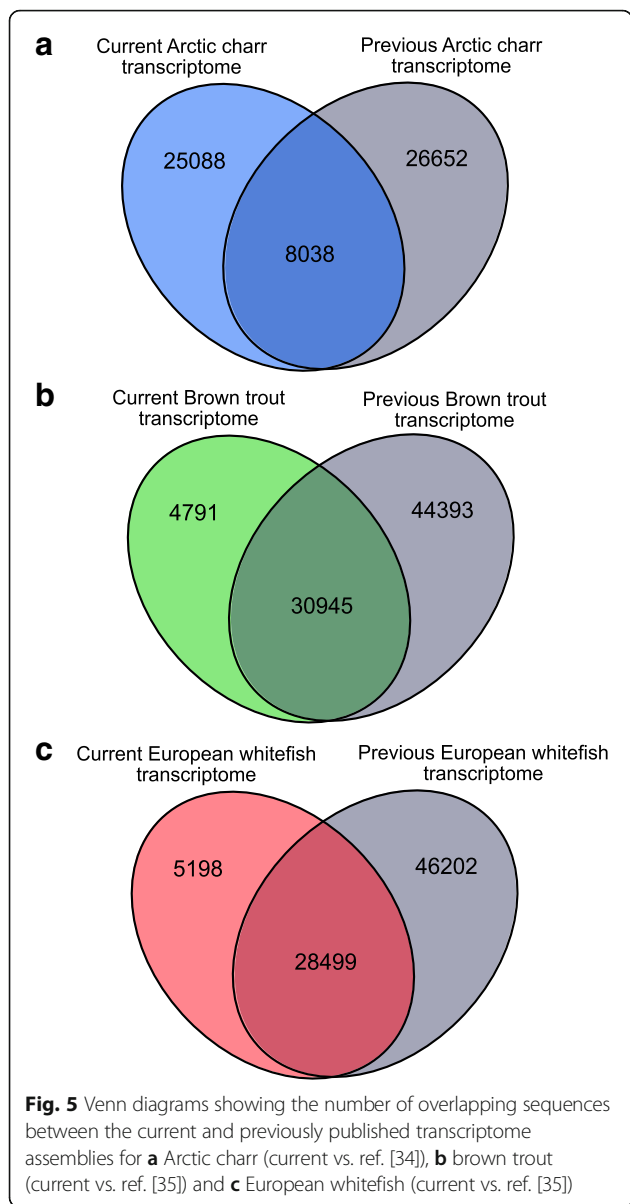 a
Current Arctic charr
transcriptome
Previous Arctic charr
transcriptome
25088
26652
8038
b
Current Brown trout
transcriptome
Previous Brown trout
transcriptome
4791
44393
30945
c
Current European whitefish
transcriptome
Previous European whitefish
transcriptome
5198
46202
28499
Fig. 5 Venn diagrams showing the number of overlapping sequences
between the current and previously published transcriptome
assemblies for a Arctic charr (current vs. ref. [34]), b brown trout
(current vs. ref. [35]) and c European whitefish (current vs. ref. [35])